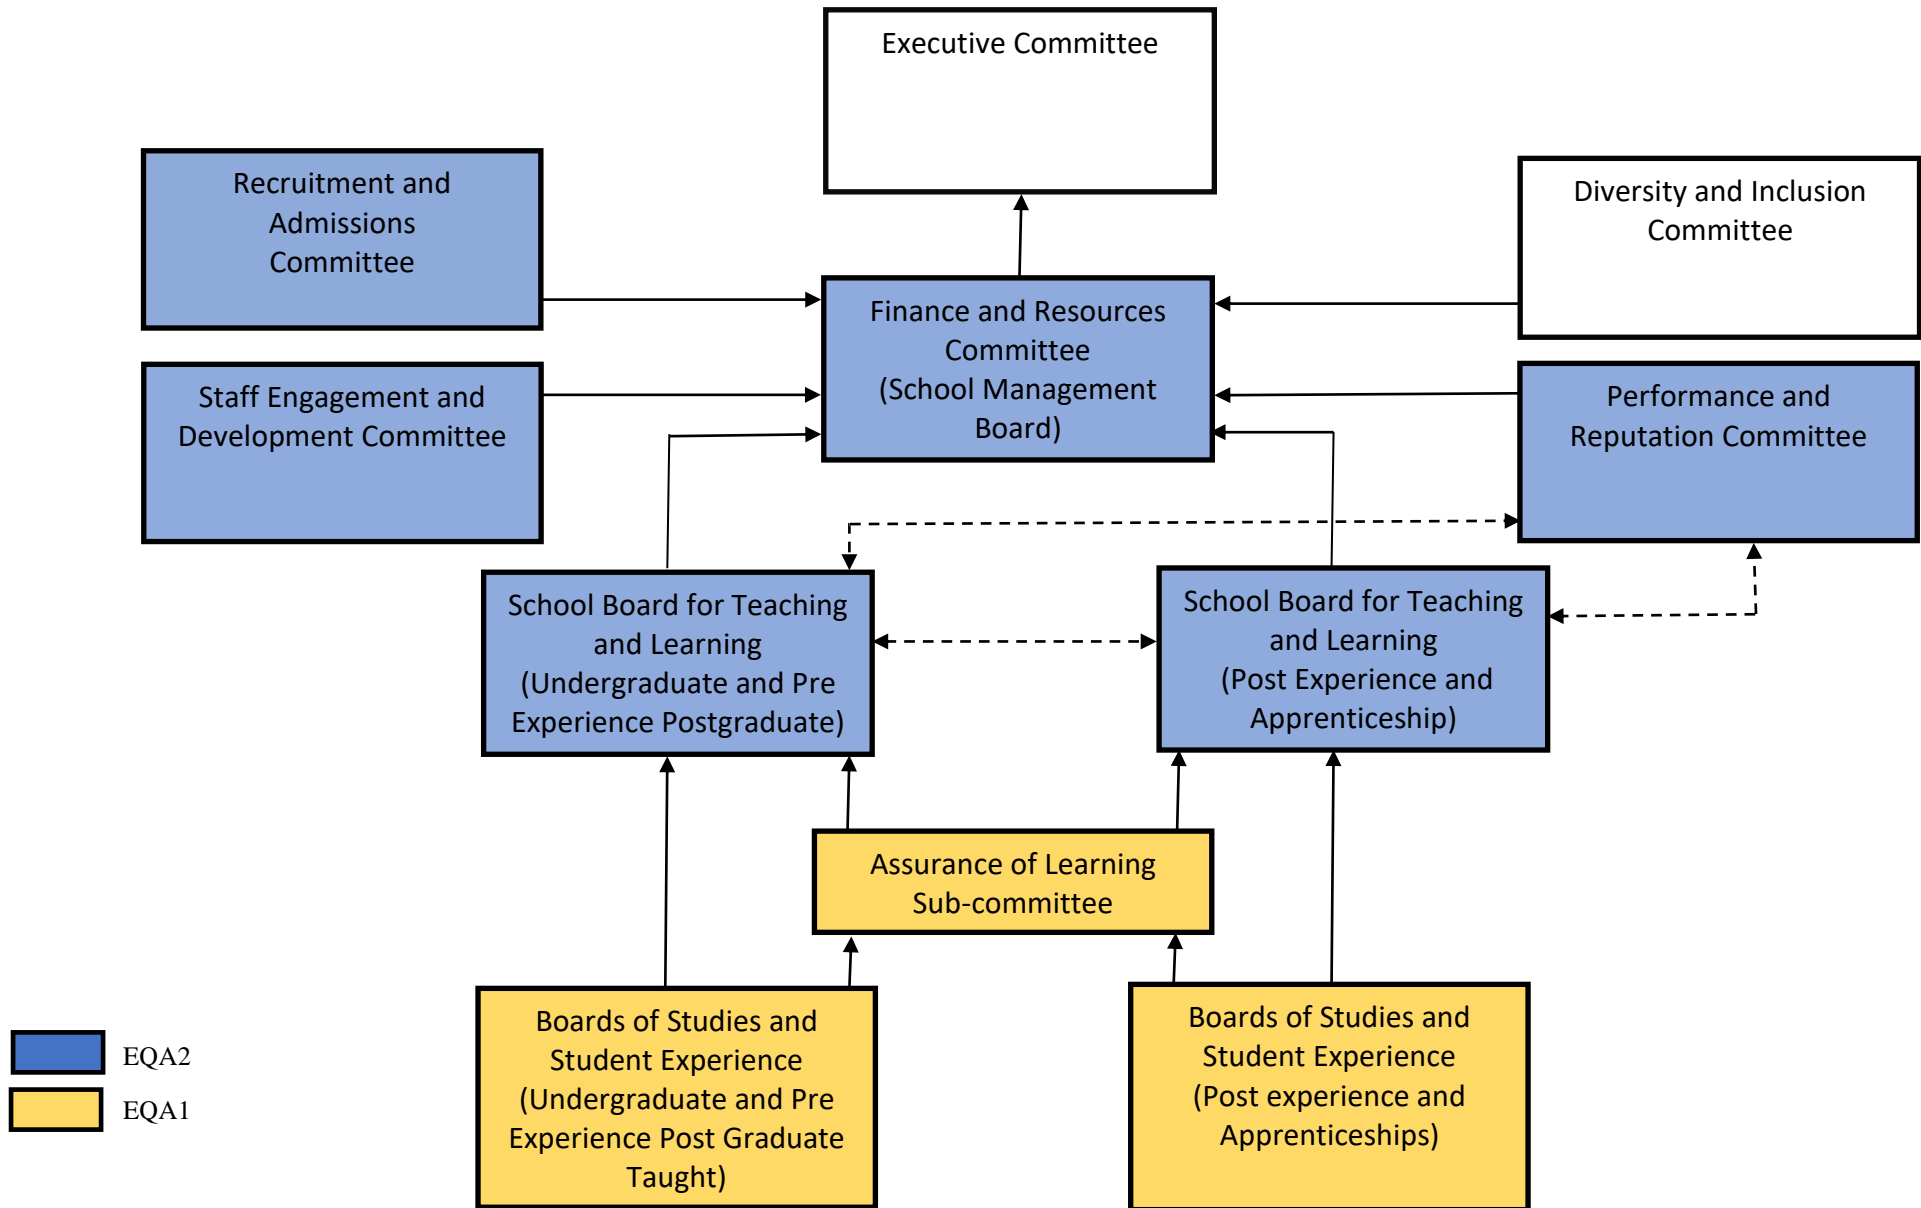 Executive Committee
Recruitment and
Admissions
Committee
Diversity and Inclusion
Committee
Finance and Resources
Committee
(School Management
Board)
Staff Engagement and
Development Committee
Performance and
Reputation Committee
School Board for Teaching
and Learning
(Undergraduate and Pre
Experience Postgraduate)
School Board for Teaching
and Learning
(Post Experience and
Apprenticeship)
Assurance of Learning
Sub-committee
Boards of Studies and
Student Experience
(Undergraduate and Pre
Experience Post Graduate
Taught)
Boards of Studies and
Student Experience
(Post experience and
Apprenticeships)
EQA2
EQA1